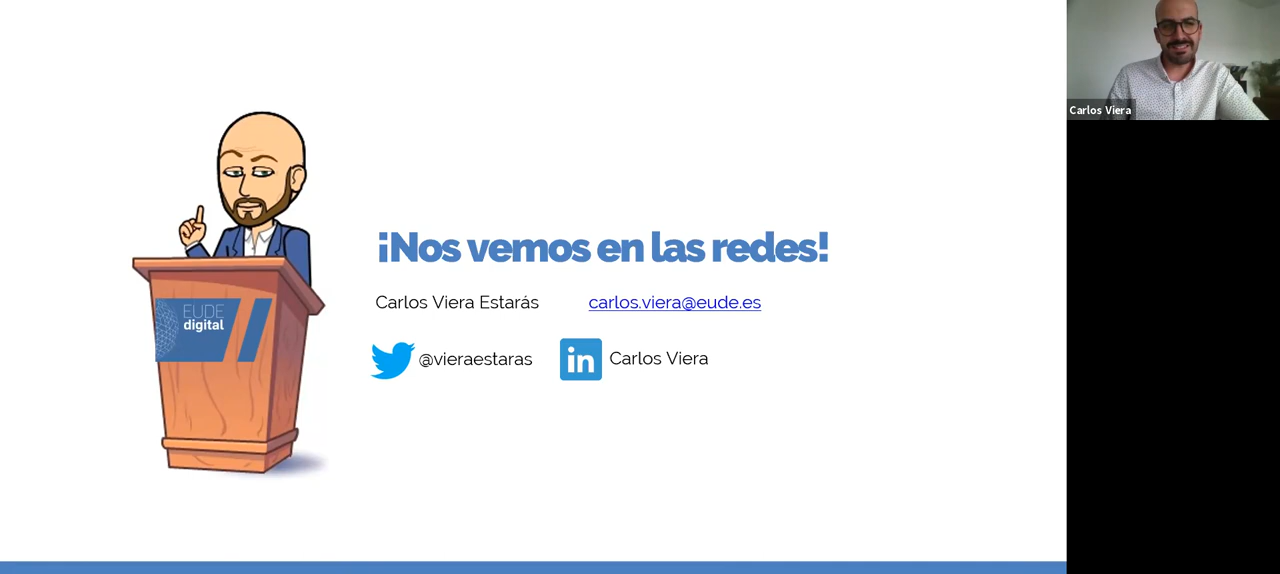 ¡Nos vemos en las redes!
Carlos Viera Estarás carlos.viera@eude.es
@vieraestaras in Carlos Viera
EUDE
digital
Carlos Viera